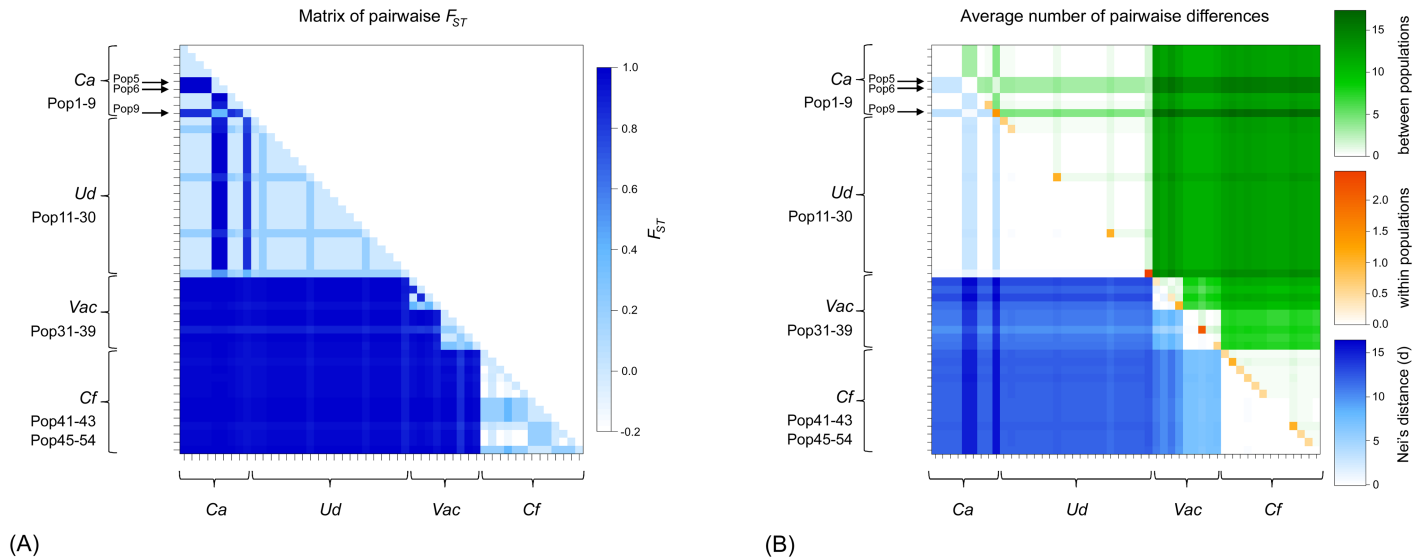 Matrix of pairwaise FST
Ca
Pop1-9
Pop5
Pop6
Pop9
Ud
Pop11-30
Vac
Pop31-39
Cf
Pop41-43
Pop45-54
Ca
Ud
Vac
Cf
1.0
0.8
0.6
0.4
0.2
0.0
-0.2
FST
(A)
Average number of pairwaise differences
Ca
Pop1-9
Pop5
Pop6
Pop9
Ud
Pop11-30
Vac
Pop31-39
Cf
Pop41-43
Pop45-54
Ca
Ud
Vac
Cf
15
10
5
0
between populations
2.0
1.5
1.0
0.5
0.0
within populations
15
10
5
0
Nei's distance (d)
(B)